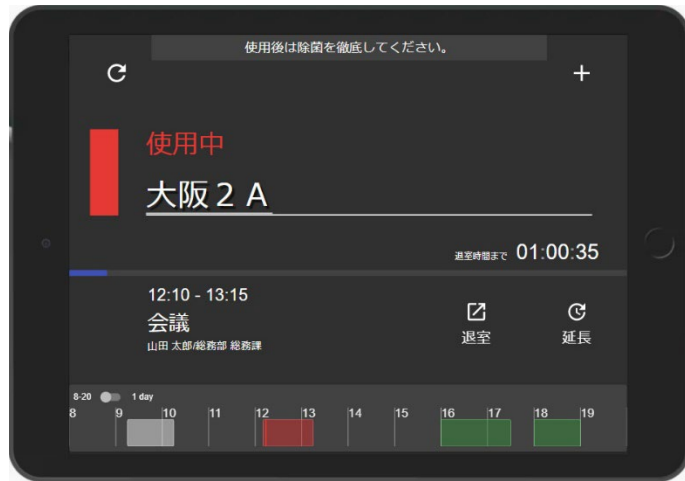 使用後は除菌を徹底してください。
使用中
大阪2 A
退室時間まで 01:00:35
12:10 - 13:15
会議
山田 太郎/総務部 総務課
退室 延長
8-20 1 day
8 9 10 11 12 13 14 15 16 17 18 19